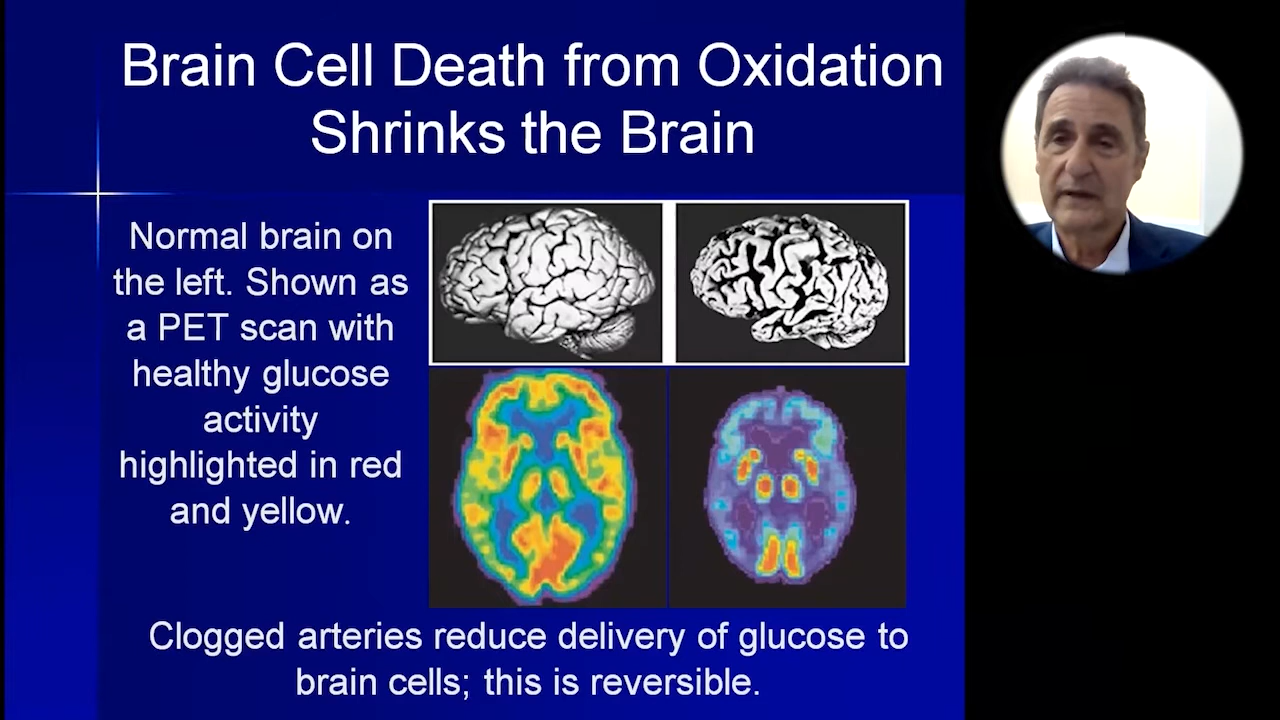 Brain Cell Death from Oxidation
Shrinks the Brain
Normal brain on
the left. Shown as
a PET scan with
healthy glucose
activity
highlighted in red
and yellow.
Clogged arteries reduce delivery of glucose to
brain cells; this is reversible.